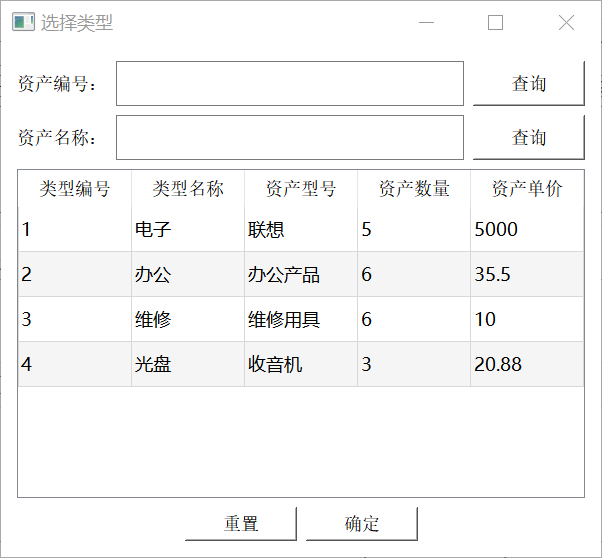 选择类型
资产编号： 查询
资产名称： 查询
类型编号 类型名称 资产型号 资产数量 资产单价
1 电子 联想 5 5000
2 办公 办公产品 6 35.5
3 维修 维修用具 6 10
4 光盘 收音机 3 20.88
重置 确定